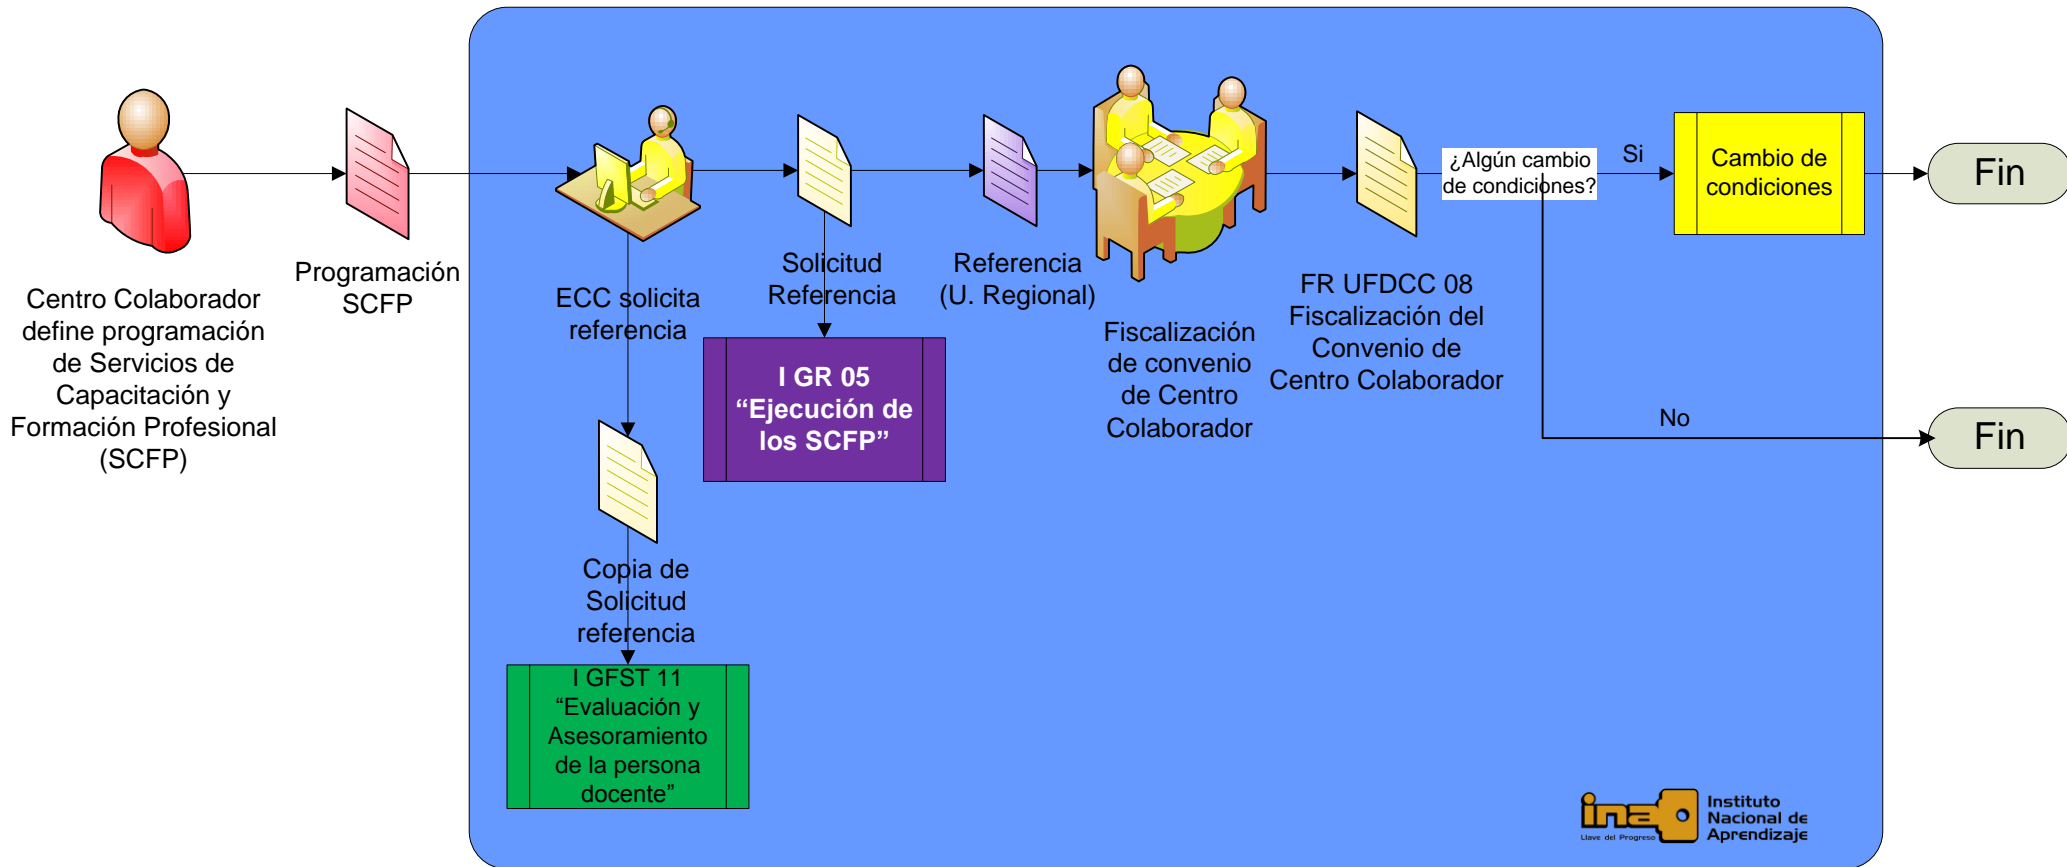 Centro Colaborador
define programación
de Servicios de
Capacitación y
Formación Profesional
(SCFP)
Programación
SCFP
ECC solicita
referencia
Solicitud
Referencia
Referencia
(U. Regional)
Fiscalización
de convenio
de Centro
Colaborador
FR UFDCC 08
Fiscalización del
Convenio de
Centro Colaborador
¿Algún cambio
de condiciones?
Si
Cambio de
condiciones
Fin
No
Fin
I GR 05
“Ejecución de
los SCFP”
Copia de
Solicitud
referencia
I GFST 11
“Evaluación y
Asesoramiento
de la persona
docente”
ina
Llave del Progreso
Instituto
Nacional de
Aprendizaje